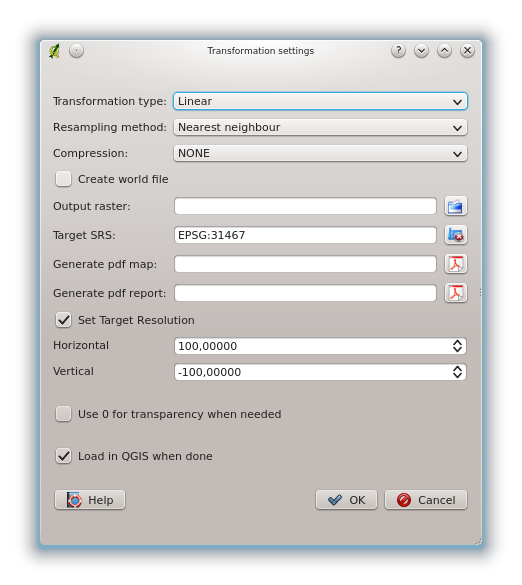 Transformation settings
Transformation type: Linear
Resampling method: Nearest neighbour
Compression: NONE
Create world file
Output raster:
Target SRS: EPSG:31467
Generate pdf map:
Generate pdf report:
Set Target Resolution
Horizontal 100,00000
Vertical -100,00000
Use 0 for transparency when needed
Load in QGIS when done
Help OK Cancel